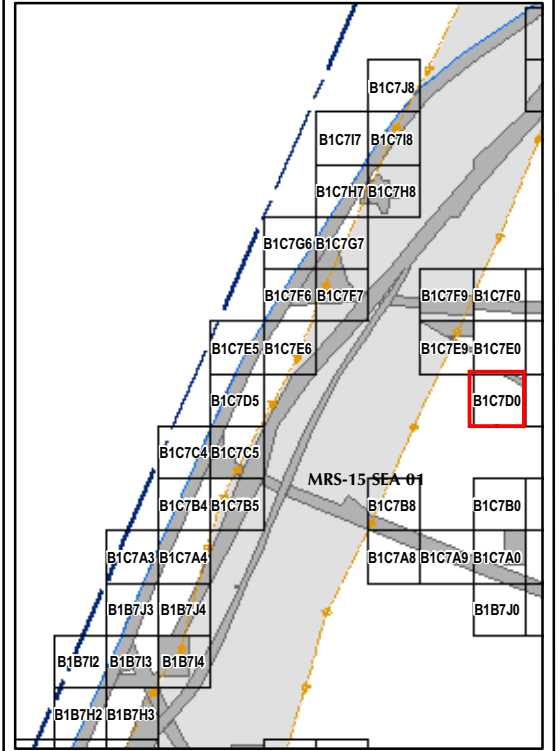 B1C7J8
B1C7I7 B1C7I8
B1C7H7 B1C7H8
B1C7G6 B1C7G7
B1C7F6 B1C7F7 B1C7F9 B1C7F0
B1C7E5 B1C7E6 B1C7E9 B1C7E0
B1C7D5 B1C7D0
B1C7C4 B1C7C5
MRS-15 SEA 01
B1C7B4 B1C7B5 B1C7B8 B1C7B0
B1C7A3 B1C7A4 B1C7A8 B1C7A9 B1C7A0
B1B7J3 B1B7J4 B1B7J0
B1B7I2 B1B7I3 B1B7I4
B1B7H2 B1B7H3